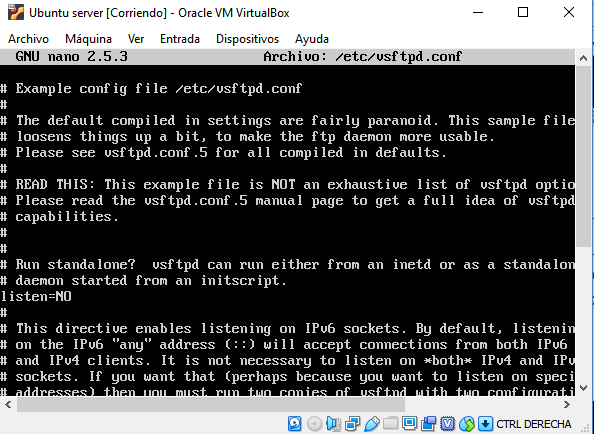 Ubuntu server [Corriendo] - Oracle VM VirtualBox
Archivo Máquina Ver Entrada Dispositivos Ayuda
GNU nano 2.5.3 Archivo: /etc/vsftpd.conf
# Example config file /etc/vsftpd.conf
#
# The default compiled in settings are fairly paranoid. This sample file
# loosens things up a bit, to make the ftp daemon more usable.
# Please see vsftpd.conf.5 for all compiled in defaults.
#
# READ THIS: This example file is NOT an exhaustive list of vsftpd optio
# Please read the vsftpd.conf.5 manual page to get a full idea of vsftpd
# capabilities.
#
#
# Run standalone?  vsftpd can run either from an inetd or as a standalon
# daemon started from an initscript.
listen=NO
#
# This directive enables listening on IPv6 sockets. By default, listenin
# on the IPv6 "any" address (::) will accept connections from both IPv6
# and IPv4 clients. It is not necessary to listen on *both* IPv4 and IPv
# sockets. If you want that (perhaps because you want to listen on speci
# addresses) then you must run two copies of vsftpd with two configurati
CTRL DERECHA